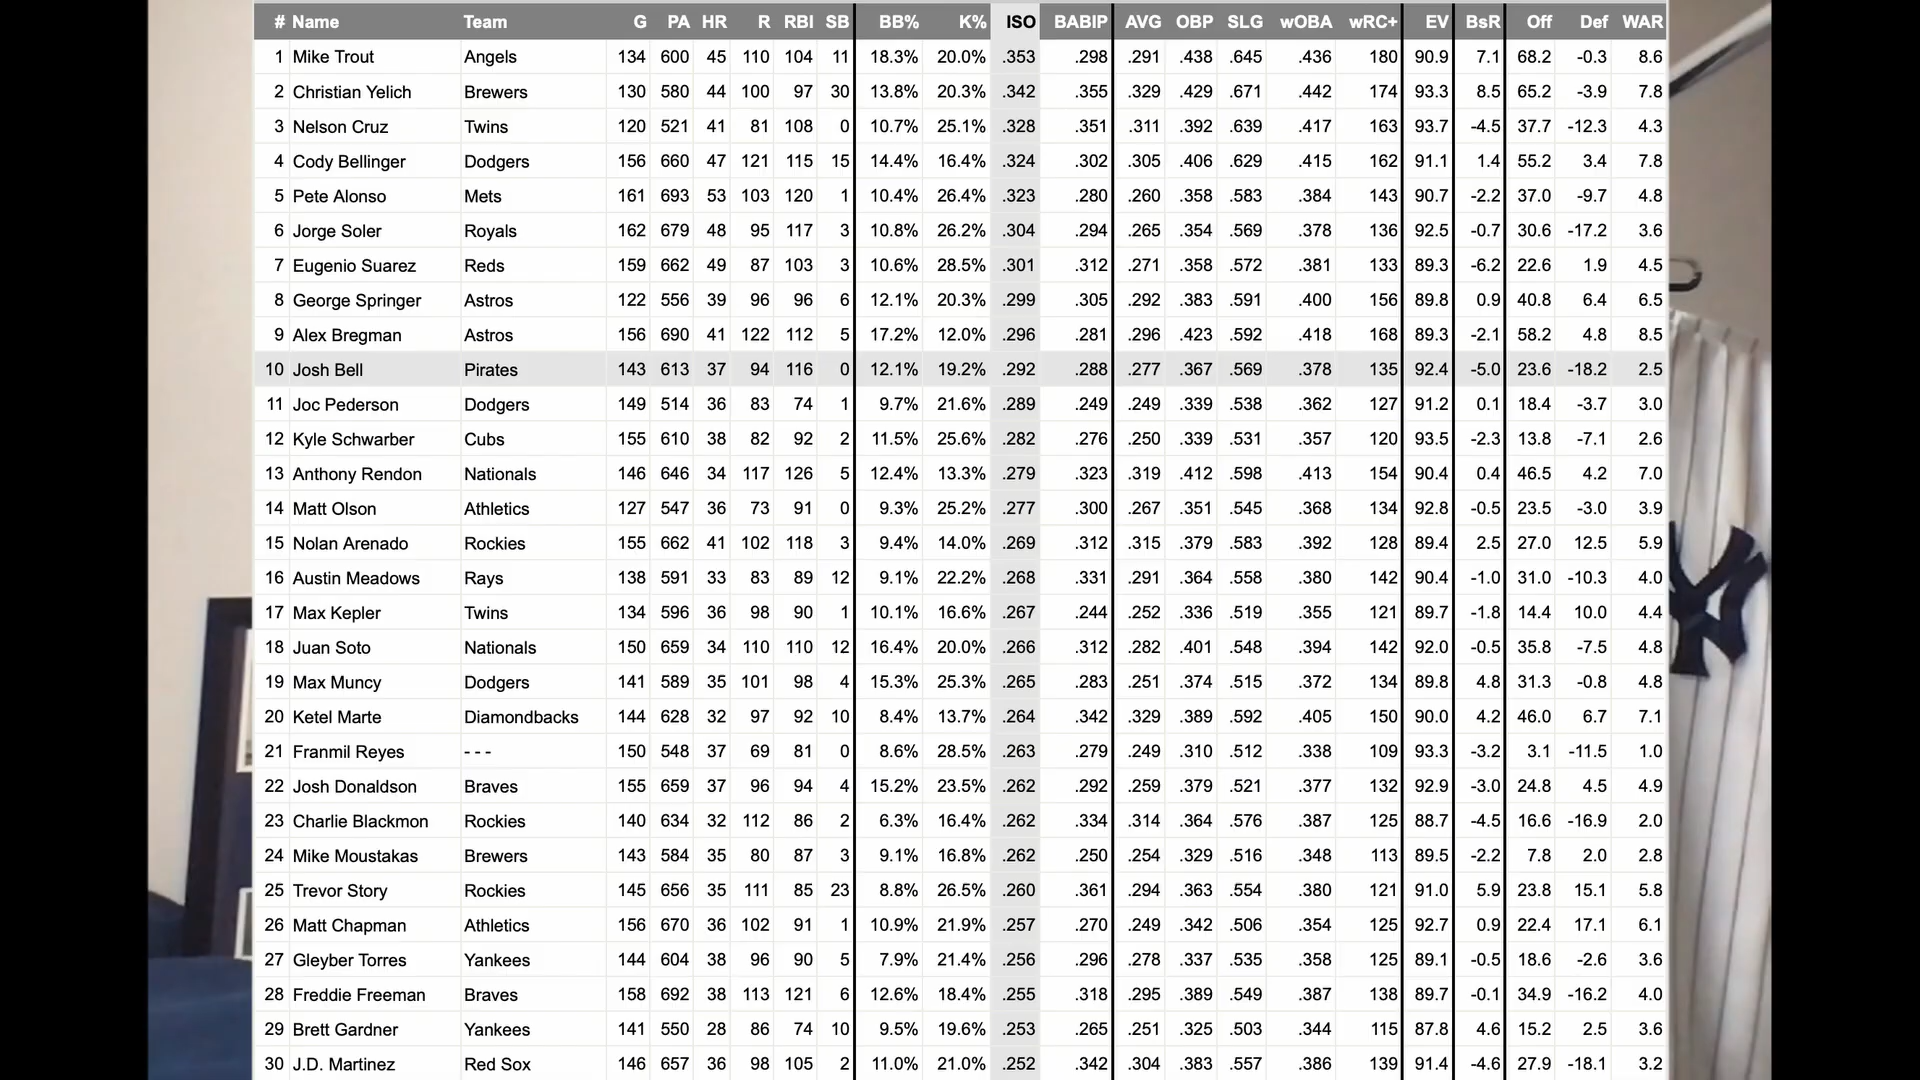 # Name Team G PA HR R RBI SB BB% K% ISO BABIP AVG OBP SLG wOBA wRC+ EV BsR Off Def WAR
1 Mike Trout Angels 134 600 45 110 104 11 18.3% 20.0% .353 .298 .291 .438 .645 .436 180 90.9 7.1 68.2 -0.3 8.6
2 Christian Yelich Brewers 130 580 44 100 97 30 13.8% 20.3% .342 .355 .329 .429 .671 .442 174 93.3 8.5 65.2 -3.9 7.8
3 Nelson Cruz Twins 120 521 41 81 108 0 10.7% 25.1% .328 .351 .311 .392 .639 .417 163 93.7 -4.5 37.7 -12.3 4.3
4 Cody Bellinger Dodgers 156 660 47 121 115 15 14.4% 16.4% .324 .302 .305 .406 .629 .415 162 91.1 1.4 55.2 3.4 7.8
5 Pete Alonso Mets 161 693 53 103 120 1 10.4% 26.4% .323 .280 .260 .358 .583 .384 143 90.7 -2.2 37.0 -9.7 4.8
6 Jorge Soler Royals 162 679 48 95 117 3 10.8% 26.2% .304 .294 .265 .354 .569 .378 136 92.5 -0.7 30.6 -17.2 3.6
7 Eugenio Suarez Reds 159 662 49 87 103 3 10.6% 28.5% .301 .312 .271 .358 .572 .381 133 89.3 -6.2 22.6 1.9 4.5
8 George Springer Astros 122 556 39 96 96 6 12.1% 20.3% .299 .305 .292 .383 .591 .400 156 89.8 0.9 40.8 6.4 6.5
9 Alex Bregman Astros 156 690 41 122 112 5 17.2% 12.0% .296 .281 .296 .423 .592 .418 168 89.3 -2.1 58.2 4.8 8.5
10 Josh Bell Pirates 143 613 37 94 116 0 12.1% 19.2% .292 .288 .277 .367 .569 .378 135 92.4 -5.0 23.6 -18.2 2.5
11 Joc Pederson Dodgers 149 514 36 83 74 1 9.7% 21.6% .289 .249 .249 .339 .538 .362 127 91.2 0.1 18.4 -3.7 3.0
12 Kyle Schwarber Cubs 155 610 38 82 92 2 11.5% 25.6% .282 .276 .250 .339 .531 .357 120 93.5 -2.3 13.8 -7.1 2.6
13 Anthony Rendon Nationals 146 646 34 117 126 5 12.4% 13.3% .279 .323 .319 .412 .598 .413 154 90.4 0.4 46.5 4.2 7.0
14 Matt Olson Athletics 127 547 36 73 91 0 9.3% 25.2% .277 .300 .267 .351 .545 .368 134 92.8 -0.5 23.5 -3.0 3.9
15 Nolan Arenado Rockies 155 662 41 102 118 3 9.4% 14.0% .269 .312 .315 .379 .583 .392 128 89.4 2.5 27.0 12.5 5.9
16 Austin Meadows Rays 138 591 33 83 89 12 9.1% 22.2% .268 .331 .291 .364 .558 .380 142 90.4 -1.0 31.0 -10.3 4.0
17 Max Kepler Twins 134 596 36 98 90 1 10.1% 16.6% .267 .244 .252 .336 .519 .355 121 89.7 -1.8 14.4 10.0 4.4
18 Juan Soto Nationals 150 659 34 110 110 12 16.4% 20.0% .266 .312 .282 .401 .548 .394 142 92.0 -0.5 35.8 -7.5 4.8
19 Max Muncy Dodgers 141 589 35 101 98 4 15.3% 25.3% .265 .283 .251 .374 .515 .372 134 89.8 4.8 31.3 -0.8 4.8
20 Ketel Marte Diamondbacks 144 628 32 97 92 10 8.4% 13.7% .264 .342 .329 .389 .592 .405 150 90.0 4.2 46.0 6.7 7.1
21 Franmil Reyes - - - 150 548 37 69 81 0 8.6% 28.5% .263 .279 .249 .310 .512 .338 109 93.3 -3.2 3.1 -11.5 1.0
22 Josh Donaldson Braves 155 659 37 96 94 4 15.2% 23.5% .262 .292 .259 .379 .521 .377 132 92.9 -3.0 24.8 4.5 4.9
23 Charlie Blackmon Rockies 140 634 32 112 86 2 6.3% 16.4% .262 .334 .314 .364 .576 .387 125 88.7 -4.5 16.6 -16.9 2.0
24 Mike Moustakas Brewers 143 584 35 80 87 3 9.1% 16.8% .262 .250 .254 .329 .516 .348 113 89.5 -2.2 7.8 2.0 2.8
25 Trevor Story Rockies 145 656 35 111 85 23 8.8% 26.5% .260 .361 .294 .363 .554 .380 121 91.0 5.9 23.8 15.1 5.8
26 Matt Chapman Athletics 156 670 36 102 91 1 10.9% 21.9% .257 .270 .249 .342 .506 .354 125 92.7 0.9 22.4 17.1 6.1
27 Gleyber Torres Yankees 144 604 38 96 90 5 7.9% 21.4% .256 .296 .278 .337 .535 .358 125 89.1 -0.5 18.6 -2.6 3.6
28 Freddie Freeman Braves 158 692 38 113 121 6 12.6% 18.4% .255 .318 .295 .389 .549 .387 138 89.7 -0.1 34.9 -16.2 4.0
29 Brett Gardner Yankees 141 550 28 86 74 10 9.5% 19.6% .253 .265 .251 .325 .503 .344 115 87.8 4.6 15.2 2.5 3.6
30 J.D. Martinez Red Sox 146 657 36 98 105 2 11.0% 21.0% .252 .342 .304 .383 .557 .386 139 91.4 -4.6 27.9 -18.1 3.2
NY